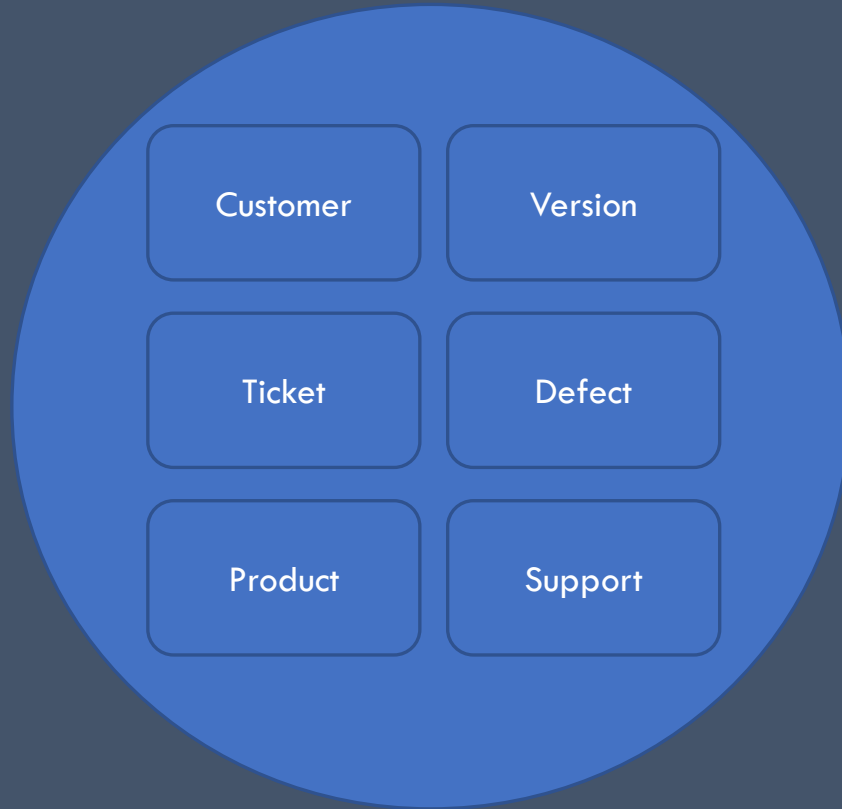 Customer
Version
Ticket
Defect
Product
Support